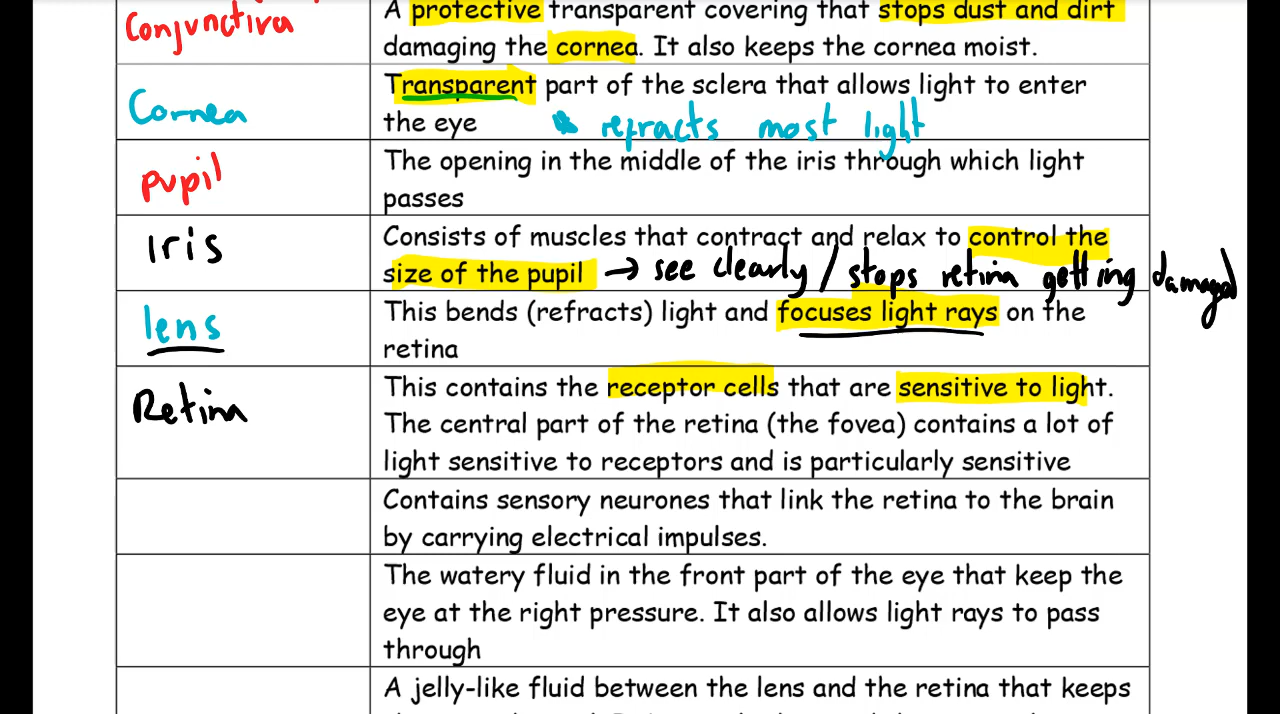 Conjunctiva
A protective transparent covering that stops dust and dirt
damaging the cornea. It also keeps the cornea moist.
Cornea
Transparent part of the sclera that allows light to enter
the eye
refracts most light
pupil
The opening in the middle of the iris through which light
passes
Iris
Consists of muscles that contract and relax to control the
size of the pupil → see clearly / stops retina getting damaged
lens
This bends (refracts) light and focuses light rays on the
retina
Retina
This contains the receptor cells that are sensitive to light.
The central part of the retina (the fovea) contains a lot of
light sensitive to receptors and is particularly sensitive
Contains sensory neurones that link the retina to the brain
by carrying electrical impulses.
The watery fluid in the front part of the eye that keep the
eye at the right pressure. It also allows light rays to pass
through
A jelly-like fluid between the lens and the retina that keeps